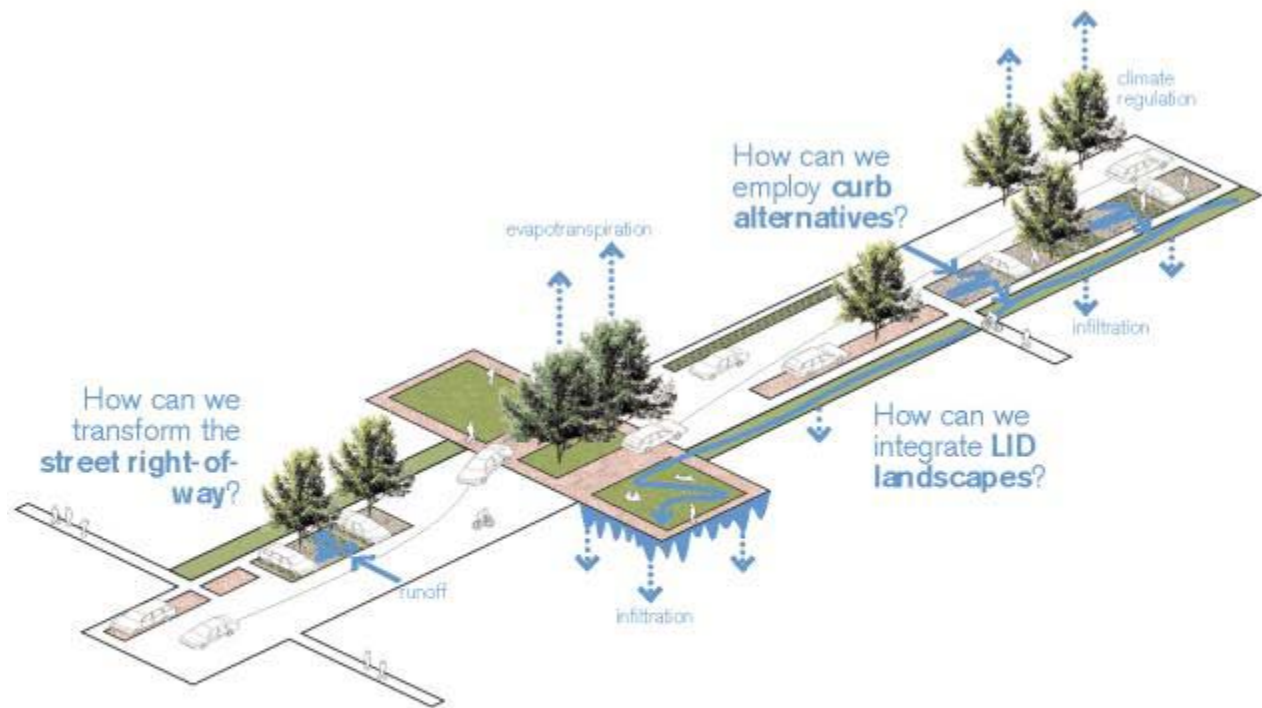 climate
regulation
How can we
employ curb
alternatives?
evapotranspiration
infiltration
How can we
transform the
street right-of-
way?
How can we
integrate LID
landscapes?
runoff
infiltration